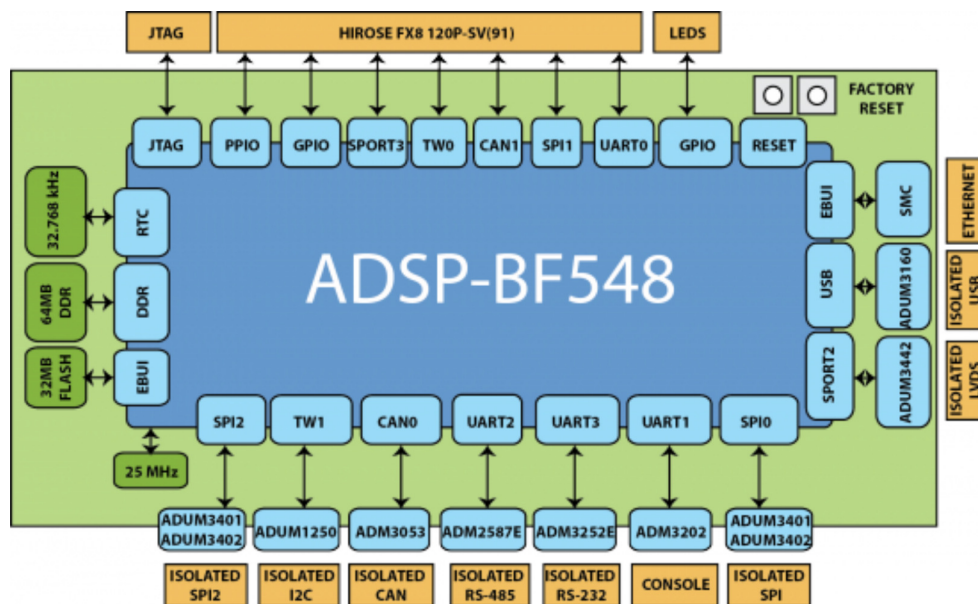 JTAG
HIROSE FX8 120P-SV(91)
LEDS
FACTORY
RESET
JTAG
PPIO
GPIO
SPORT3
TW0
CAN1
SPI1
UART0
GPIO
RESET
32.768 kHz
RTC
64MB
DDR
DDR
32MB
FLASH
EBUI
25 MHz
ADSP-BF548
EBUI
SMC
ETHERNET
USB
ADUM3160
ISOLATED
USB
SPORT2
ADUM3442
ISOLATED
LVDS
SPI2
TW1
CAN0
UART2
UART3
UART1
SPI0
ADUM3401
ADUM3402
ADUM1250
ADM3053
ADM2587E
ADM3252E
ADM3202
ADUM3401
ADUM3402
ISOLATED
SPI2
ISOLATED
I2C
ISOLATED
CAN
ISOLATED
RS-485
ISOLATED
RS-232
CONSOLE
ISOLATED
SPI